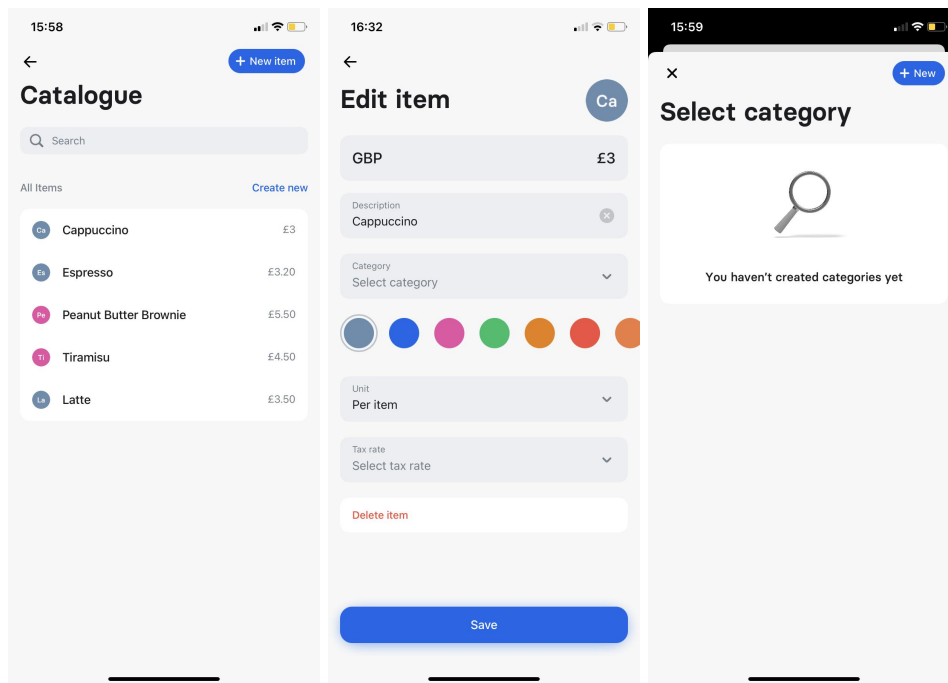 15:58
+ New item
Catalogue
Search
All Items
Create new
Ca Cappuccino £3
Es Espresso £3.20
Pe Peanut Butter Brownie £5.50
Ti Tiramisu £4.50
La Latte £3.50
16:32
Edit item
Ca
GBP £3
Description
Cappuccino
Category
Select category
Unit
Per item
Tax rate
Select tax rate
Delete item
Save
15:59
+ New
Select category
You haven't created categories yet